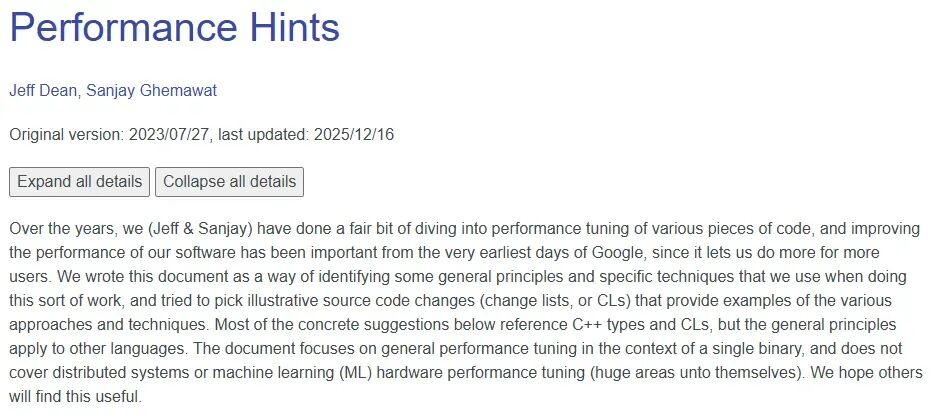 Performance Hints
Jeff Dean, Sanjay Ghemawat
Original version: 2023/07/27, last updated: 2025/12/16
Expand all details Collapse all details
Over the years, we (Jeff & Sanjay) have done a fair bit of diving into performance tuning of various pieces of code, and improving
the performance of our software has been important from the very earliest days of Google, since it lets us do more for more
users. We wrote this document as a way of identifying some general principles and specific techniques that we use when doing
this sort of work, and tried to pick illustrative source code changes (change lists, or CLs) that provide examples of the various
approaches and techniques. Most of the concrete suggestions below reference C++ types and CLs, but the general principles
apply to other languages. The document focuses on general performance tuning in the context of a single binary, and does not
cover distributed systems or machine learning (ML) hardware performance tuning (huge areas unto themselves). We hope others
will find this useful.